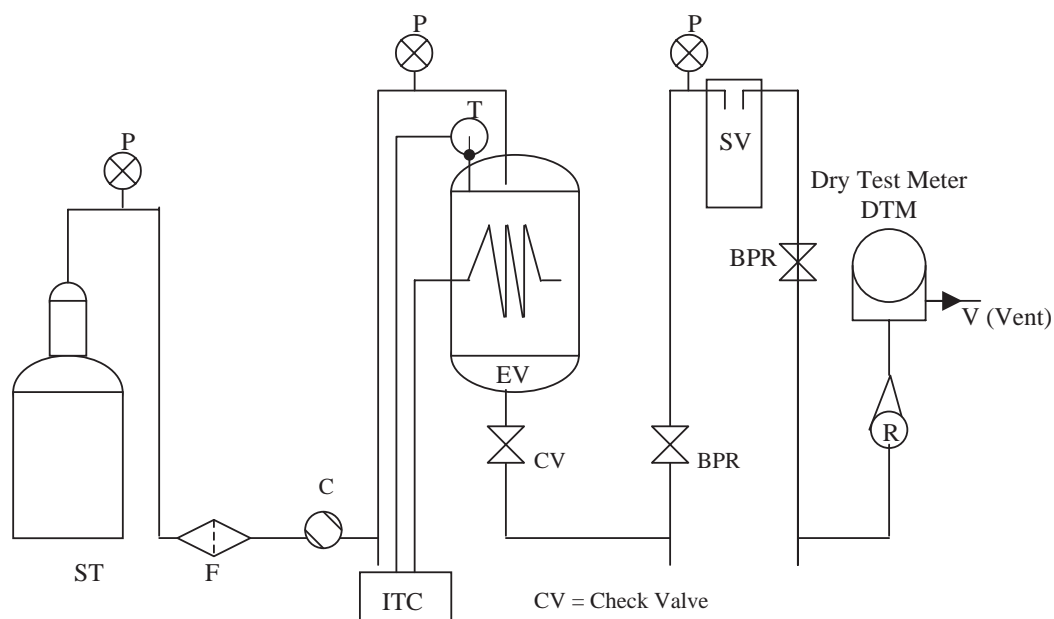 P
P
T
P
SV
Dry Test Meter
DTM
BPR
V (Vent)
EV
CV
BPR
R
C
ST
F
ITC
CV = Check Valve